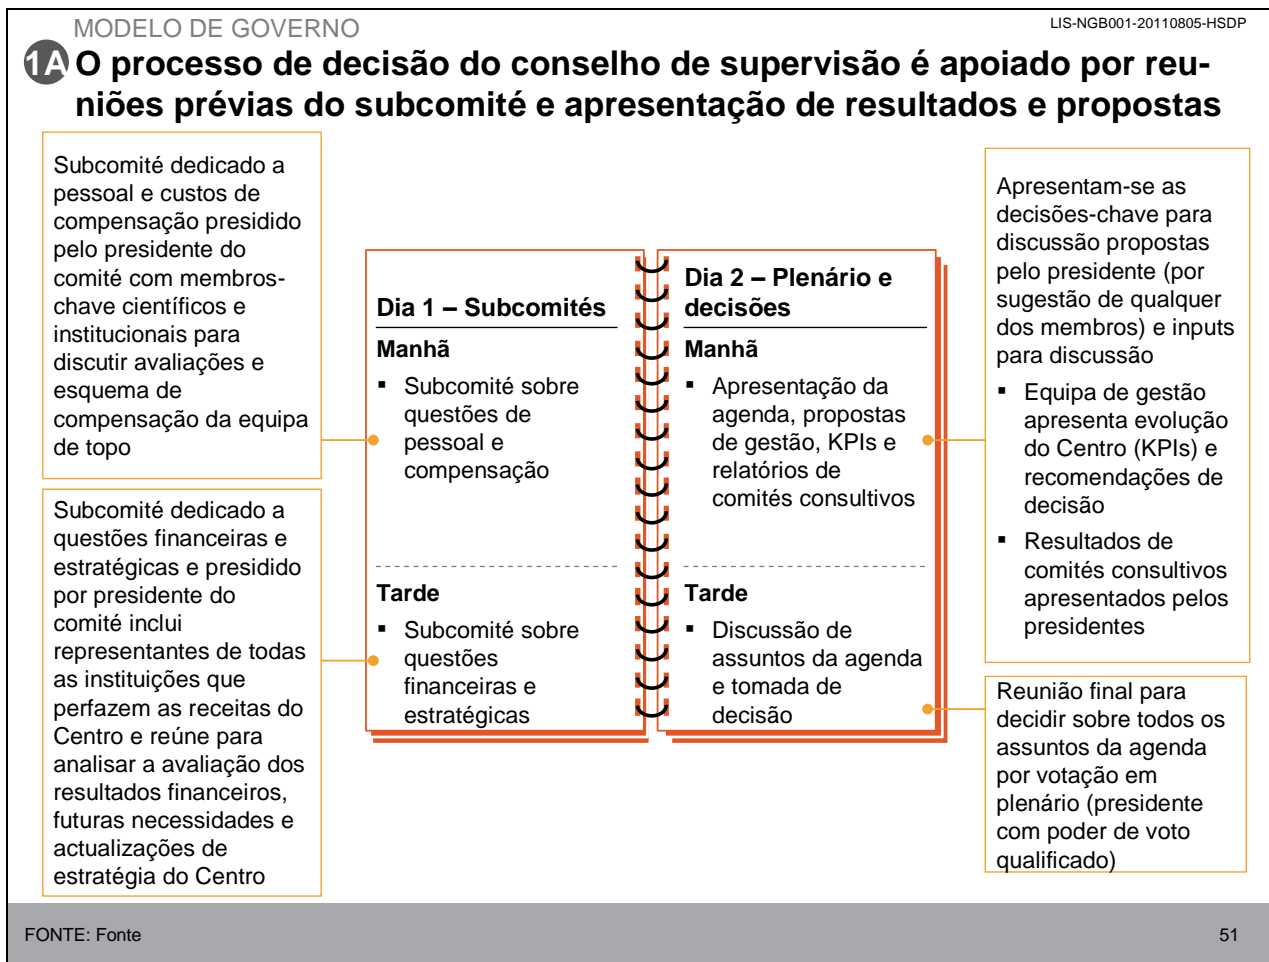 MODELO DE GOVERNO
LIS-NGB001-20110805-HSDP
1A
O processo de decisão do conselho de supervisão é apoiado por reu-
niões prévias do subcomité e apresentação de resultados e propostas
Subcomité dedicado a
pessoal e custos de
compensação presidido
pelo presidente do
comité com membros-
chave científicos e
institucionais para
discutir avaliações e
esquema de
compensação da equipa
de topo
Subcomité dedicado a
questões financeiras e
estratégicas e presidido
por presidente do
comité inclui
representantes de todas
as instituições que
perfazem as receitas do
Centro e reúne para
analisar a avaliação dos
resultados financeiros,
futuras necessidades e
actualizações de
estratégia do Centro
Dia 1 – Subcomités
Manhã
▪ Subcomité sobre
questões de
pessoal e
compensação
Tarde
▪ Subcomité sobre
questões
financeiras e
estratégicas
Dia 2 – Plenário e
decisões
Manhã
▪ Apresentação da
agenda, propostas
de gestão, KPIs e
relatórios de
comités consultivos
Tarde
▪ Discussão de
assuntos da agenda
e tomada de
decisão
Apresentam-se as
decisões-chave para
discussão propostas
pelo presidente (por
sugestão de qualquer
dos membros) e inputs
para discussão
▪ Equipa de gestão
apresenta evolução
do Centro (KPIs) e
recomendações de
decisão
▪ Resultados de
comités consultivos
apresentados pelos
presidentes
Reunião final para
decidir sobre todos os
assuntos da agenda
por votação em
plenário (presidente
com poder de voto
qualificado)
FONTE: Fonte
51